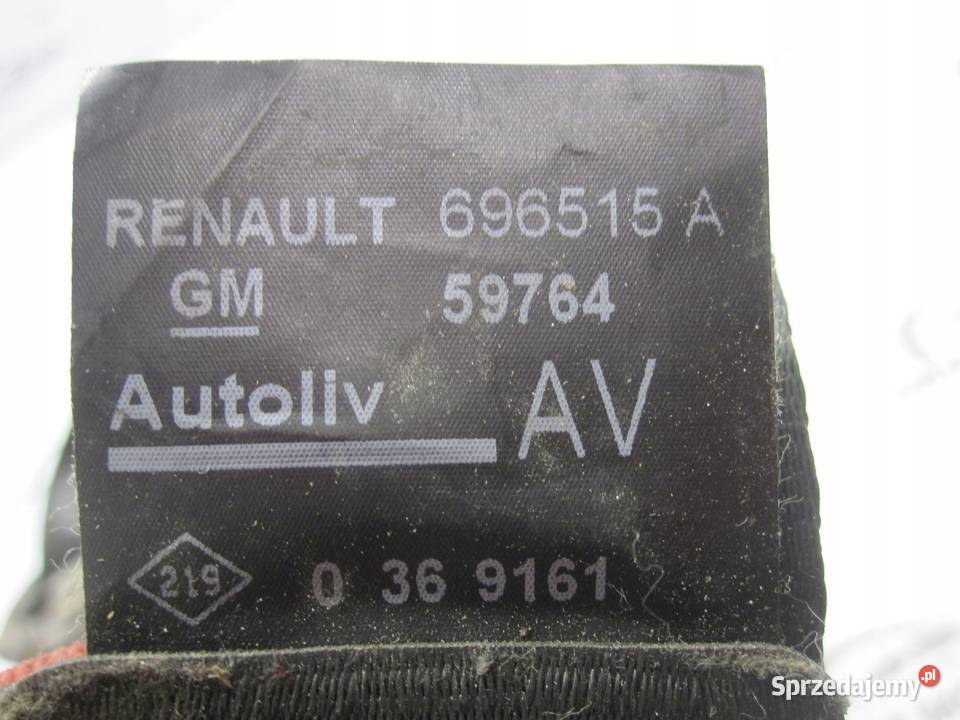 RENAULT 696515 A
GM 59764
Autoliv AV
219 0 36 9161
Sprzedajemy.pl